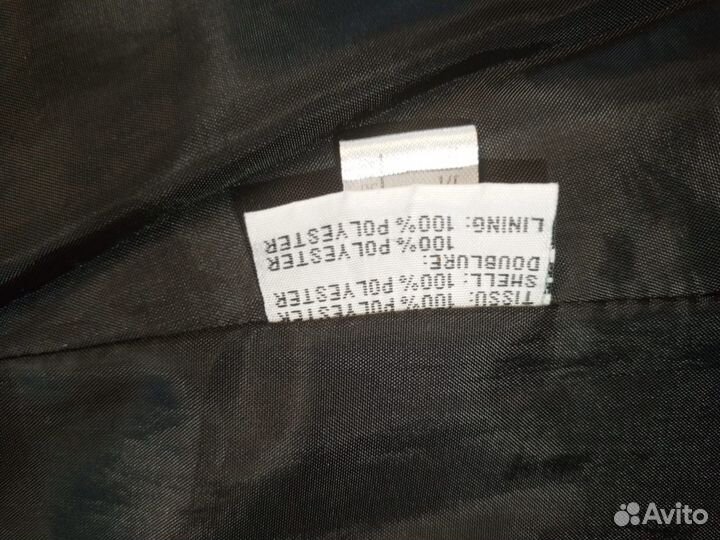 TISSU: 100% POLYESTER
SHELL: 100% POLYESTER
DOUBLURE:
100% POLYESTER
LINING: 100% POLYESTER
Avito